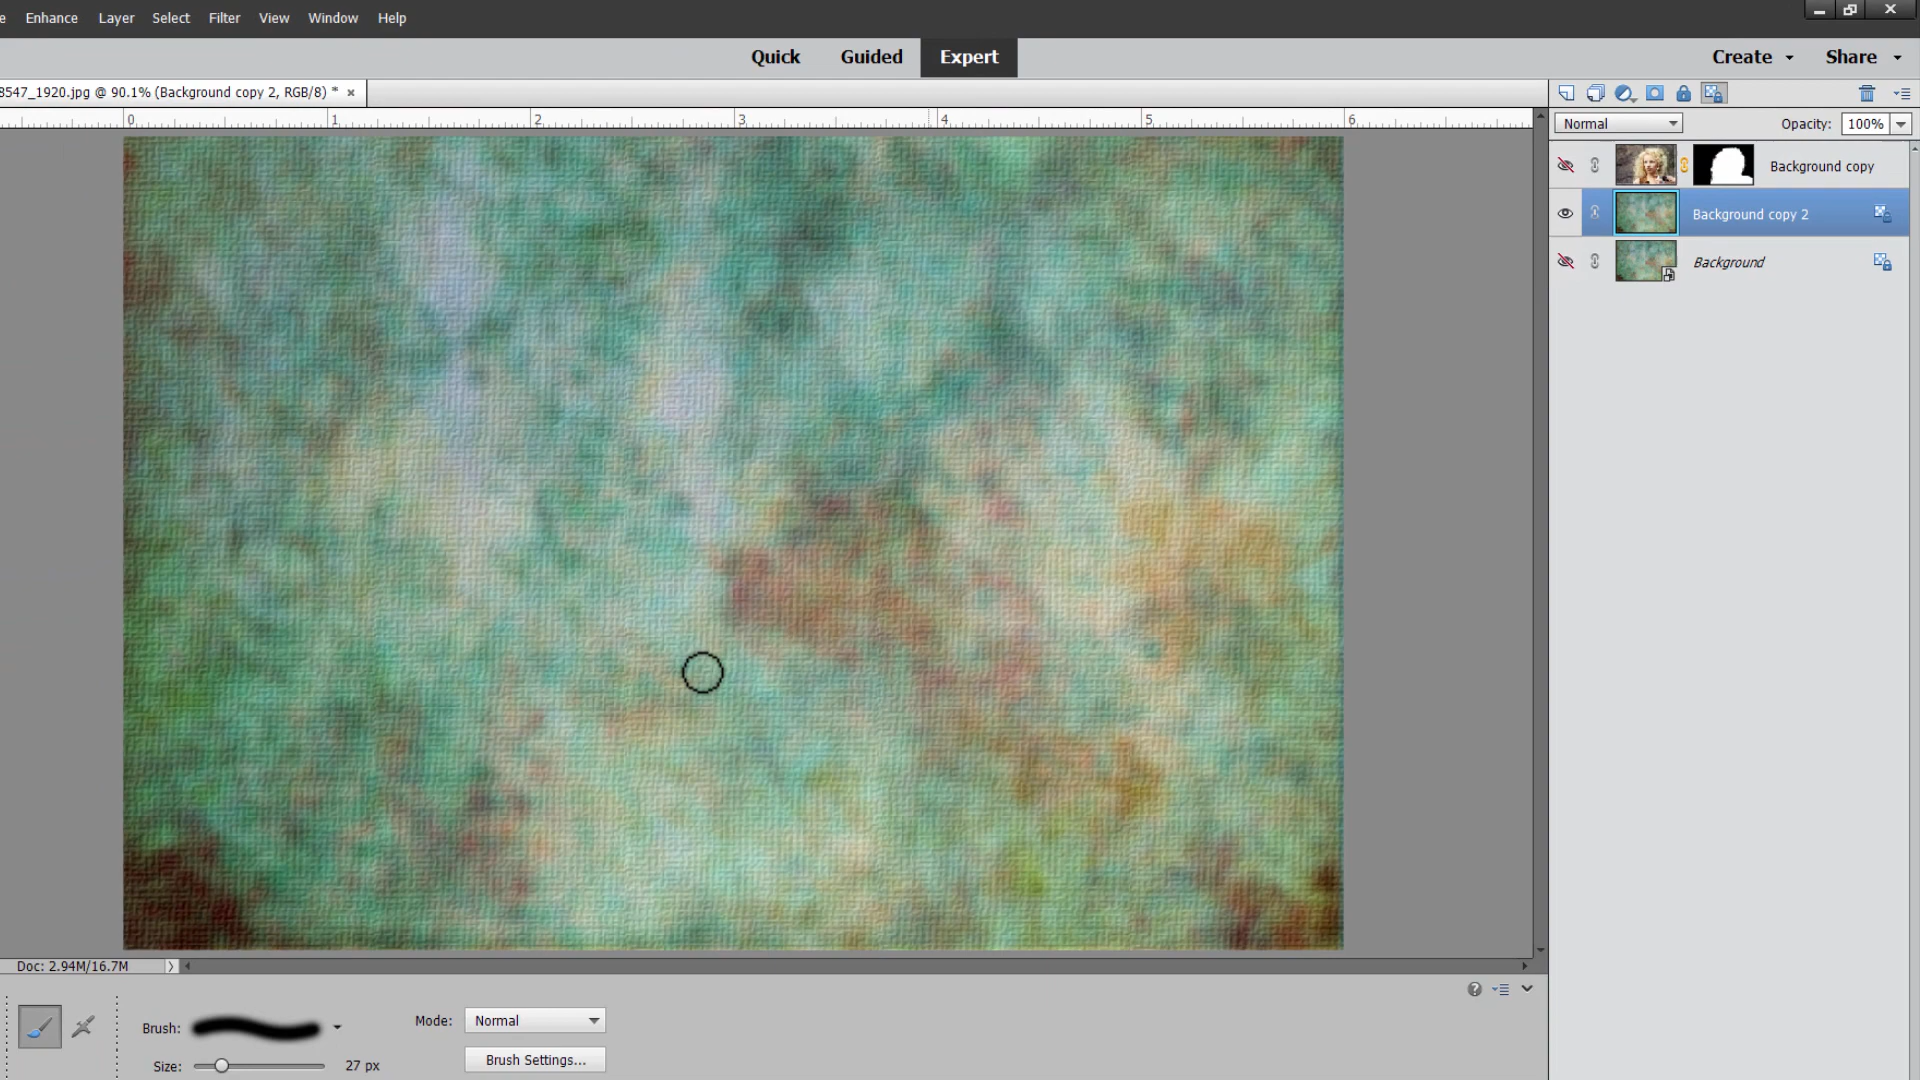 e Enhance Layer Select Filter View Window Help
Quick Guided Expert Create Share
8547_1920.jpg @ 90.1% (Background copy 2, RGB/8) * ×
0 1 2 3 4 5 6
Normal Opacity: 100%
Background copy
Background copy 2
Background
Doc: 2.94M/16.7M
Brush: Mode: Normal
Size: 27 px Brush Settings...